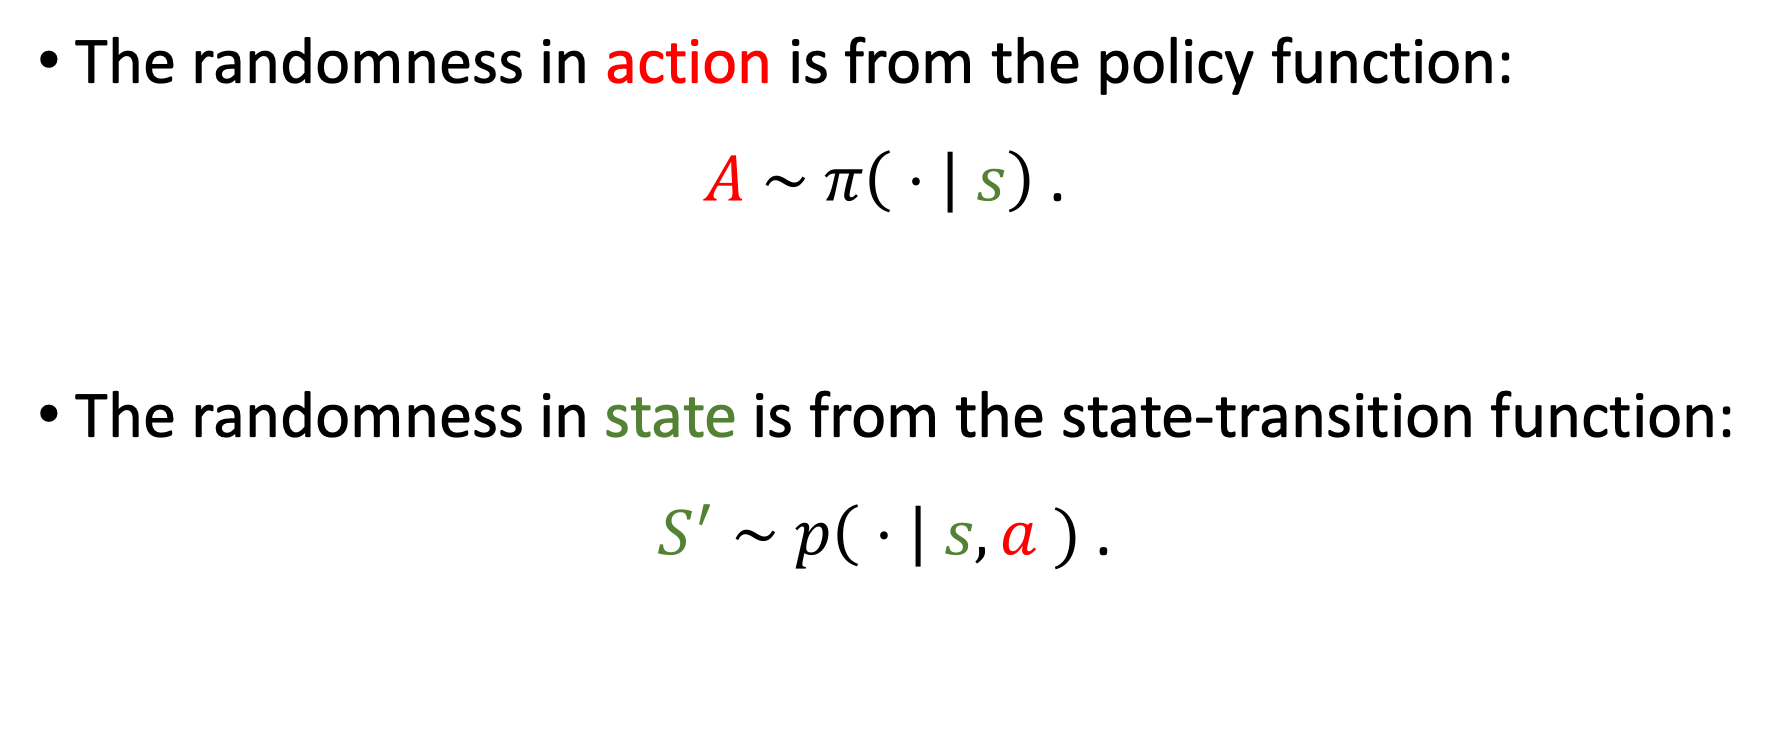 • The randomness in action is from the policy function:
A ~ π( · | s) .
• The randomness in state is from the state-transition function:
S′ ~ p( · | s, a ) .